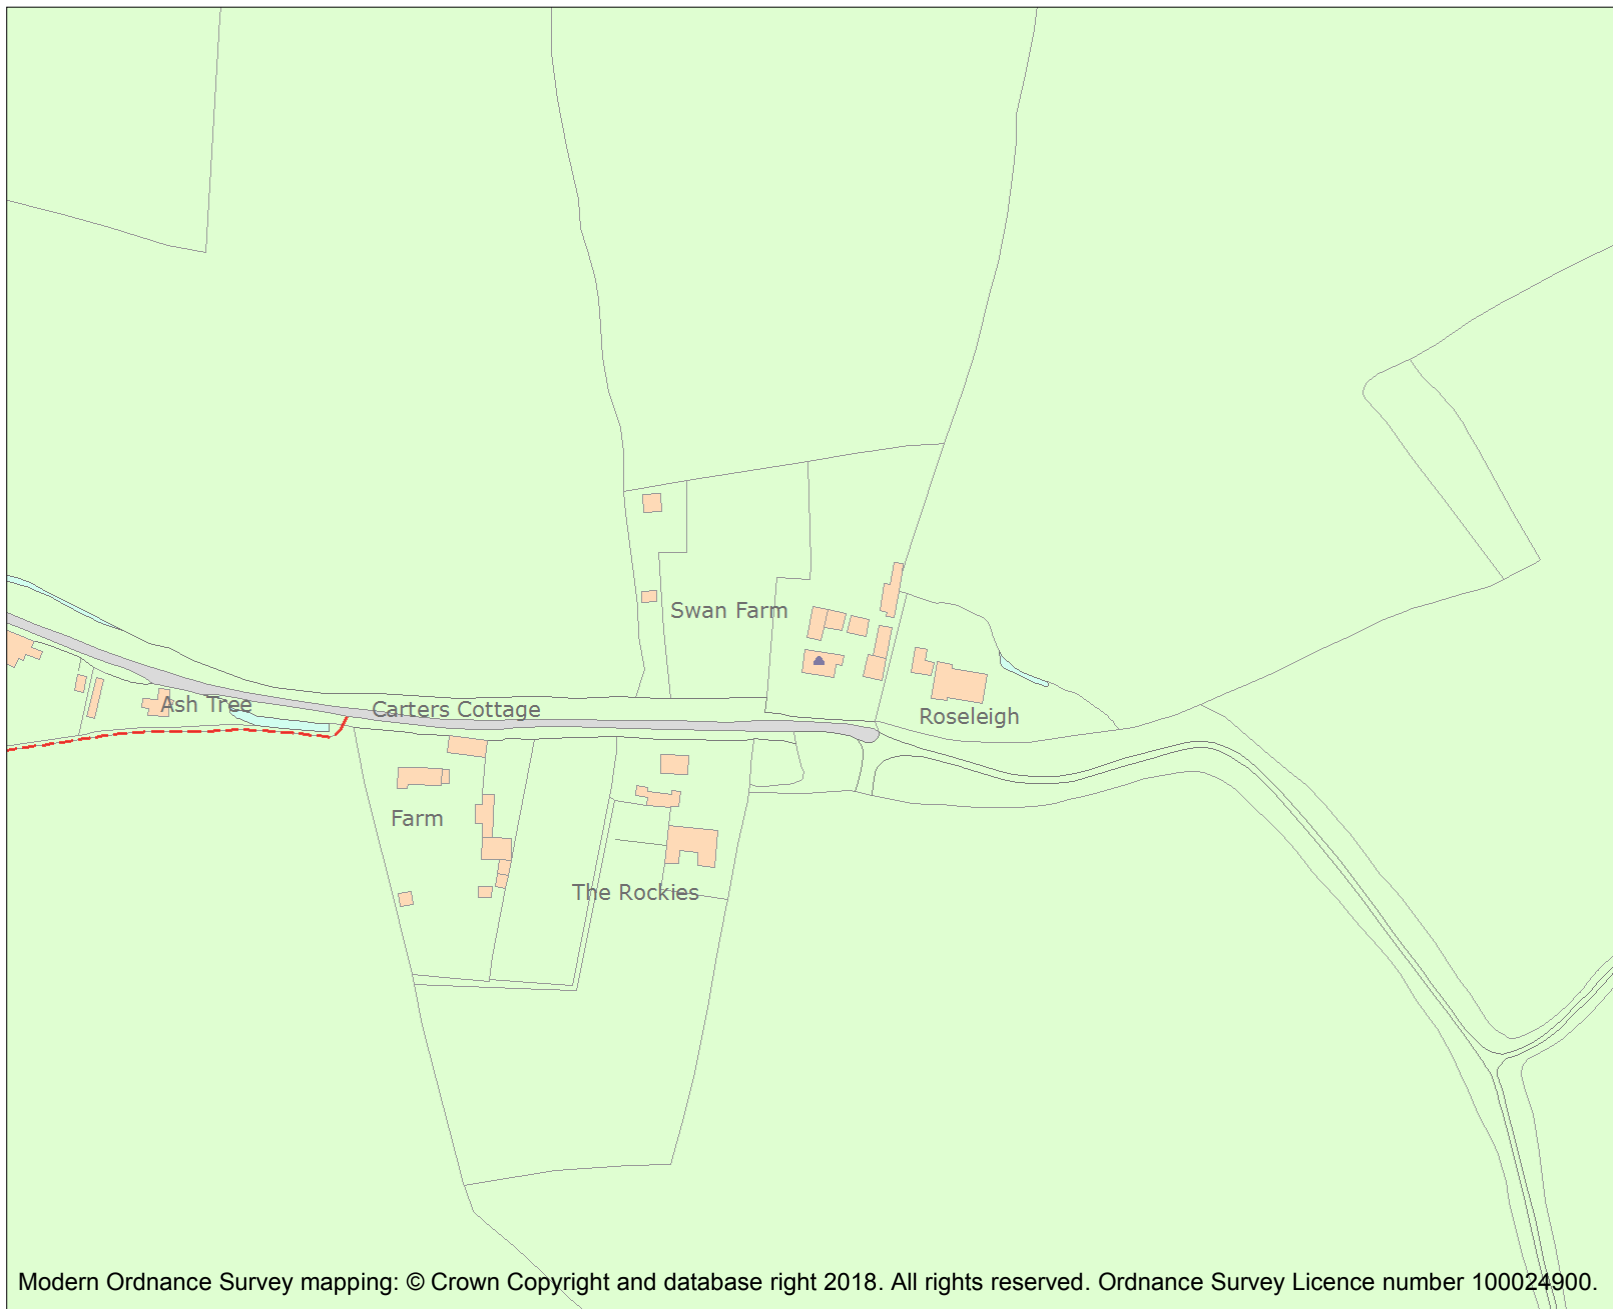 Swan Farm
Ash Tree
Carters Cottage
Roseleigh
Farm
The Rockies
Modern Ordnance Survey mapping: © Crown Copyright and database right 2018. All rights reserved. Ordnance Survey Licence number 100024900.